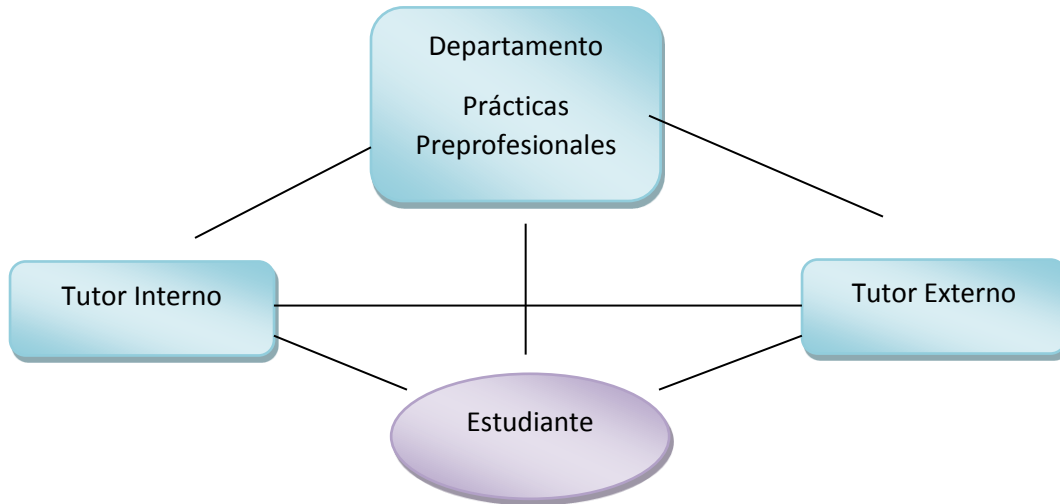 Departamento
Prácticas
Preprofesionales
Tutor Interno
Tutor Externo
Estudiante